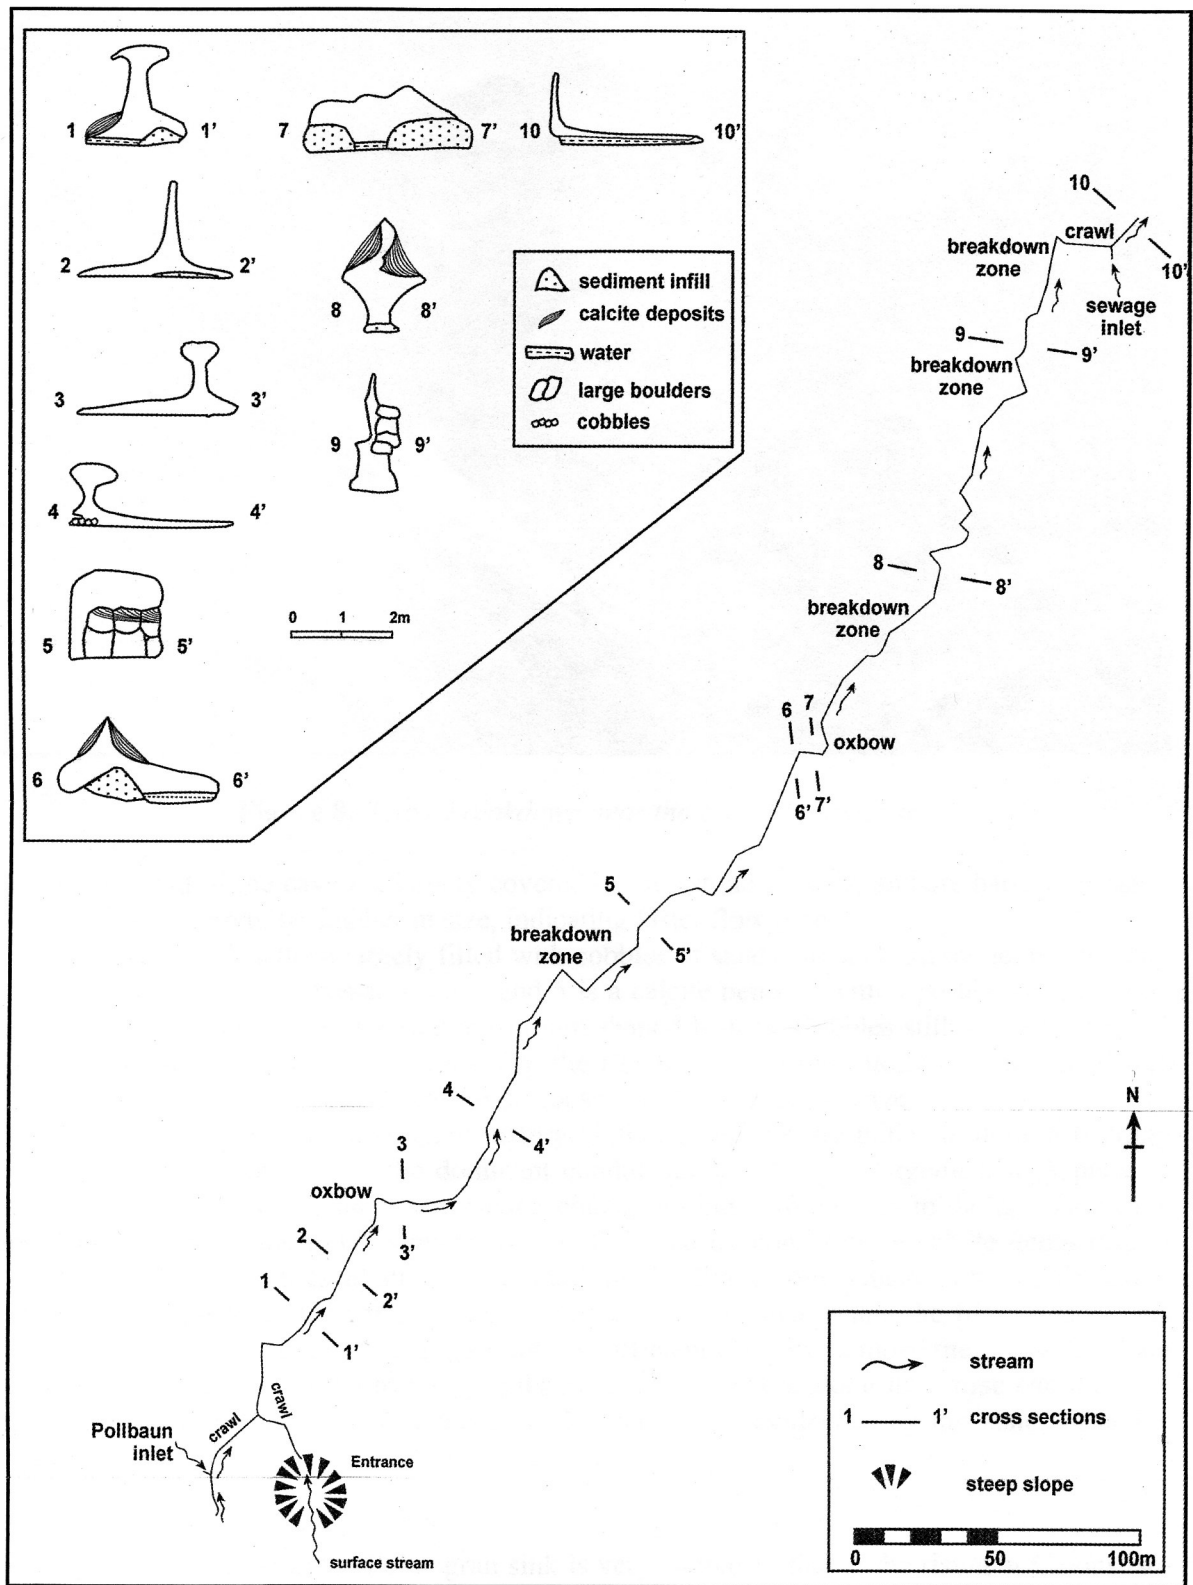 1 1'
7 7'
10 10'
2 2'
8 8'
sediment infill
calcite deposits
water
large boulders
cobbles
3 3'
9 9'
4 4'
5 5'
0 1 2m
6 6'
10
crawl
breakdown
zone
10'
sewage
inlet
9
9'
breakdown
zone
8
8'
breakdown
zone
6 7
oxbow
6' 7'
5
breakdown
zone
5'
4
N
4'
3
oxbow
2
3'
1
2'
1'
crawl
crawl
Pollbaun
inlet
Entrance
surface stream
stream
1 1' cross sections
steep slope
0 50 100m